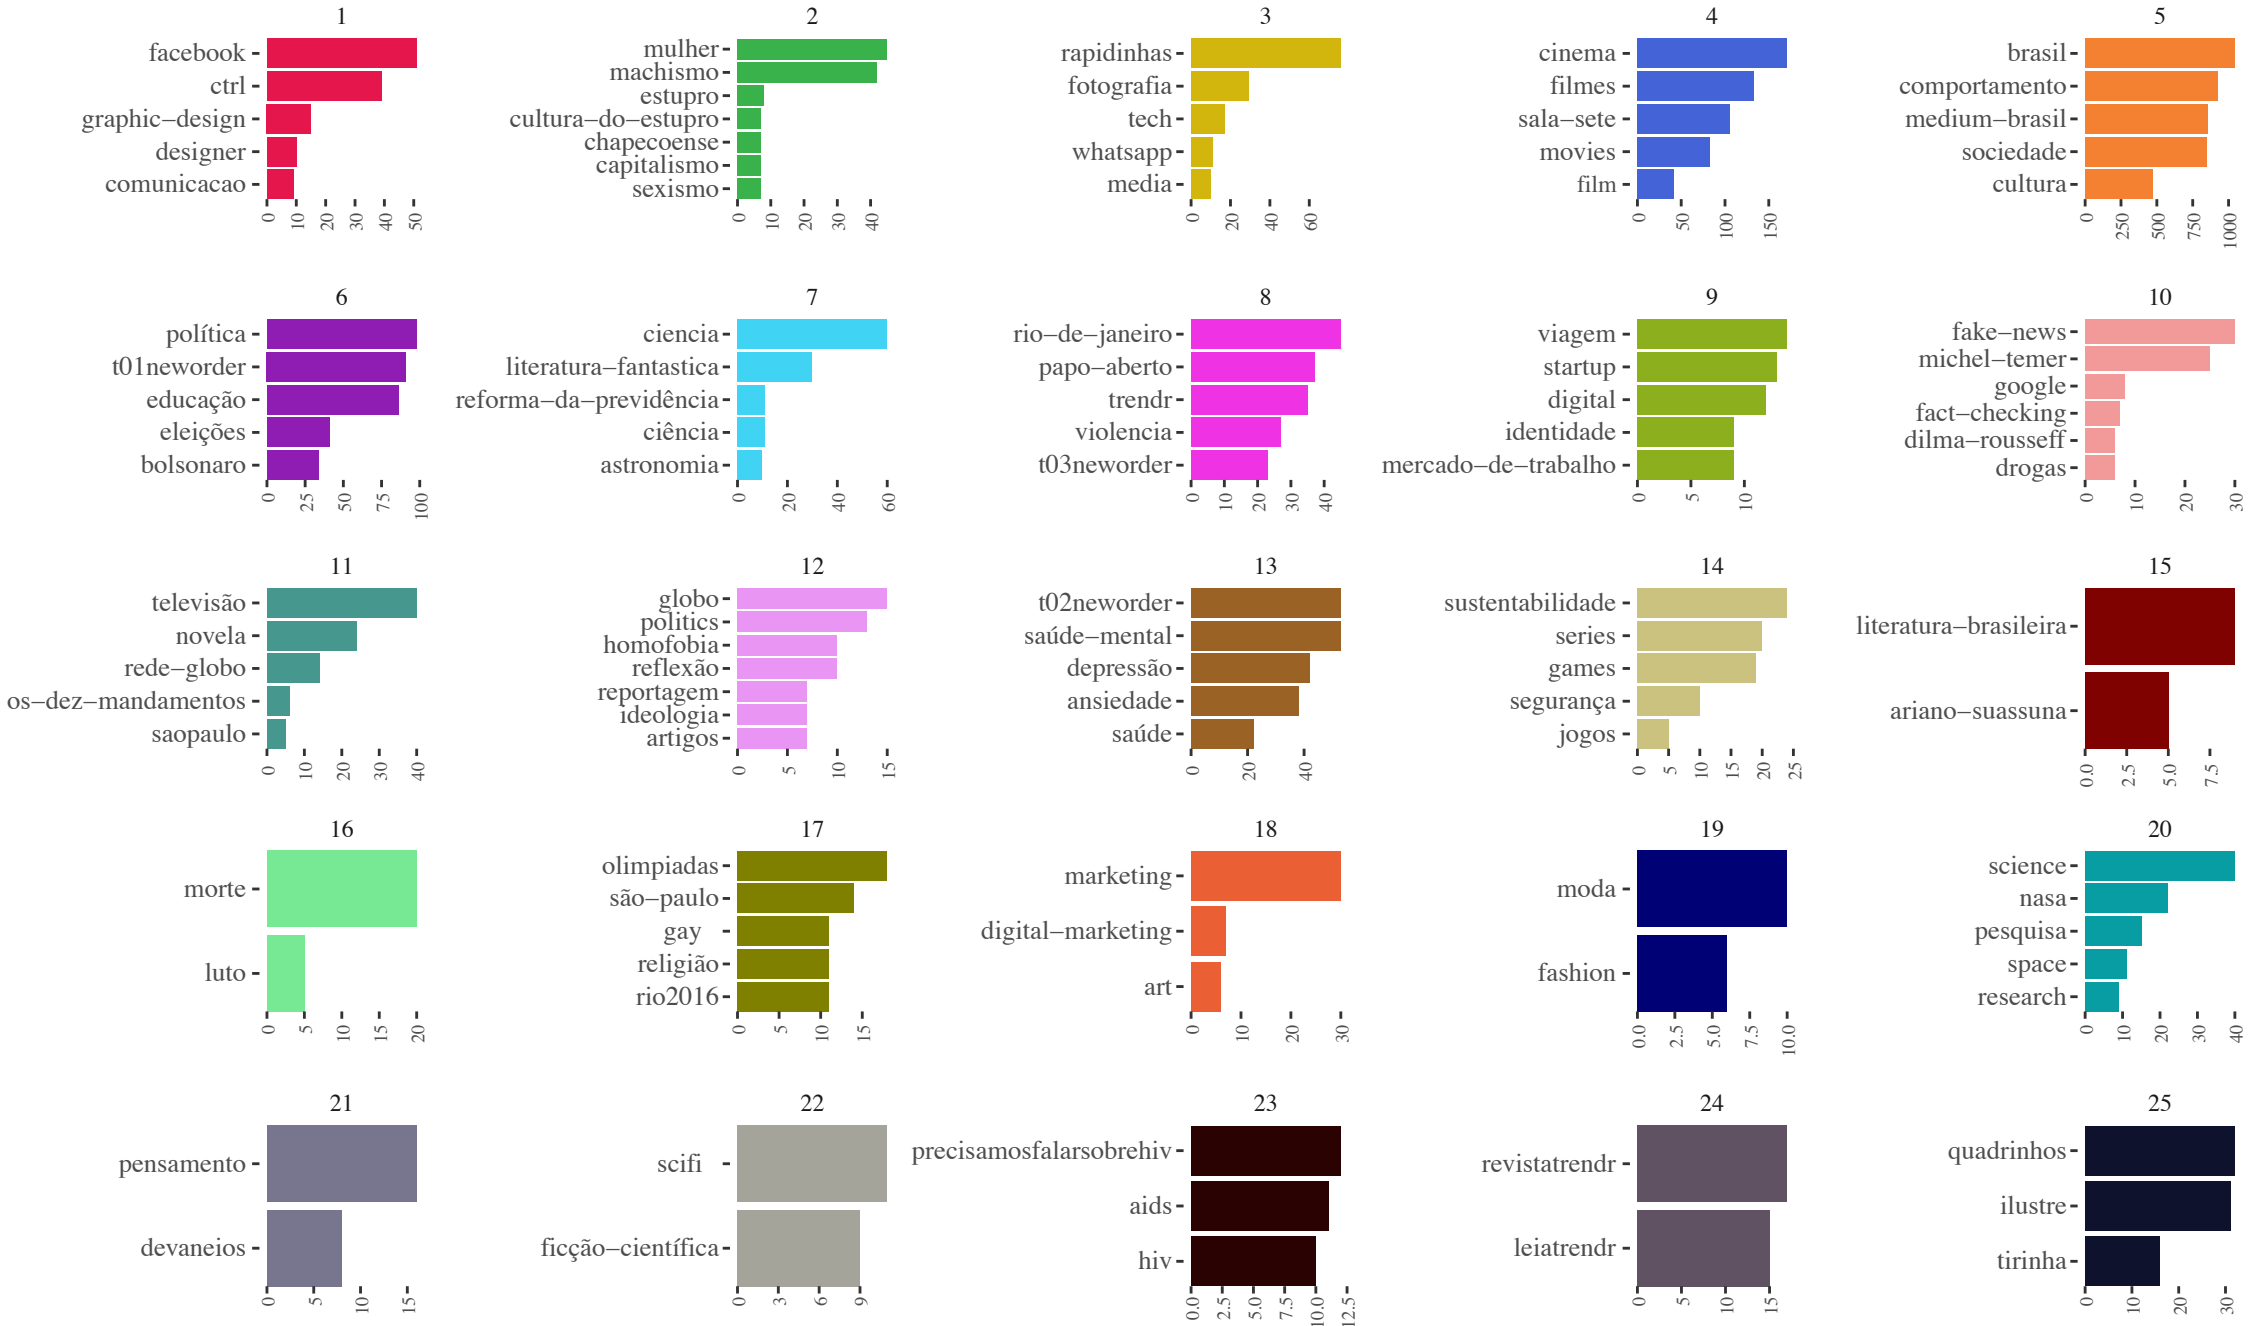 1
facebook
ctrl
graphic−design
designer
comunicacao
0 10 20 30 40 50
2
mulher
machismo
estupro
cultura−do−estupro
chapecoense
capitalismo
sexismo
0 10 20 30 40
3
rapidinhas
fotografia
tech
whatsapp
media
0 20 40 60
4
cinema
filmes
sala−sete
movies
film
0 50 100 150
5
brasil
comportamento
medium−brasil
sociedade
cultura
0 250 500 750 1000
6
política
t01neworder
educação
eleições
bolsonaro
0 25 50 75 100
7
ciencia
literatura−fantastica
reforma−da−previdência
ciência
astronomia
0 20 40 60
8
rio−de−janeiro
papo−aberto
trendr
violencia
t03neworder
0 10 20 30 40
9
viagem
startup
digital
identidade
mercado−de−trabalho
0 5 10
10
fake−news
michel−temer
google
fact−checking
dilma−rousseff
drogas
0 10 20 30
11
televisão
novela
rede−globo
os−dez−mandamentos
saopaulo
0 10 20 30 40
12
globo
politics
homofobia
reflexão
reportagem
ideologia
artigos
0 5 10 15
13
t02neworder
saúde−mental
depressão
ansiedade
saúde
0 20 40
14
sustentabilidade
series
games
segurança
jogos
0 5 10 15 20 25
15
literatura−brasileira
ariano−suassuna
0.0 2.5 5.0 7.5
16
morte
luto
0 5 10 15 20
17
olimpiadas
são−paulo
gay
religião
rio2016
0 5 10 15
18
marketing
digital−marketing
art
0 10 20 30
19
moda
fashion
0.0 2.5 5.0 7.5 10.0
20
science
nasa
pesquisa
space
research
0 10 20 30 40
21
pensamento
devaneios
0 5 10 15
22
scifi
ficção−científica
0 3 6 9
23
precisamosfalarsobrehiv
aids
hiv
0.0 2.5 5.0 7.5 10.0 12.5
24
revistatrendr
leiatrendr
0 5 10 15
25
quadrinhos
ilustre
tirinha
0 10 20 30